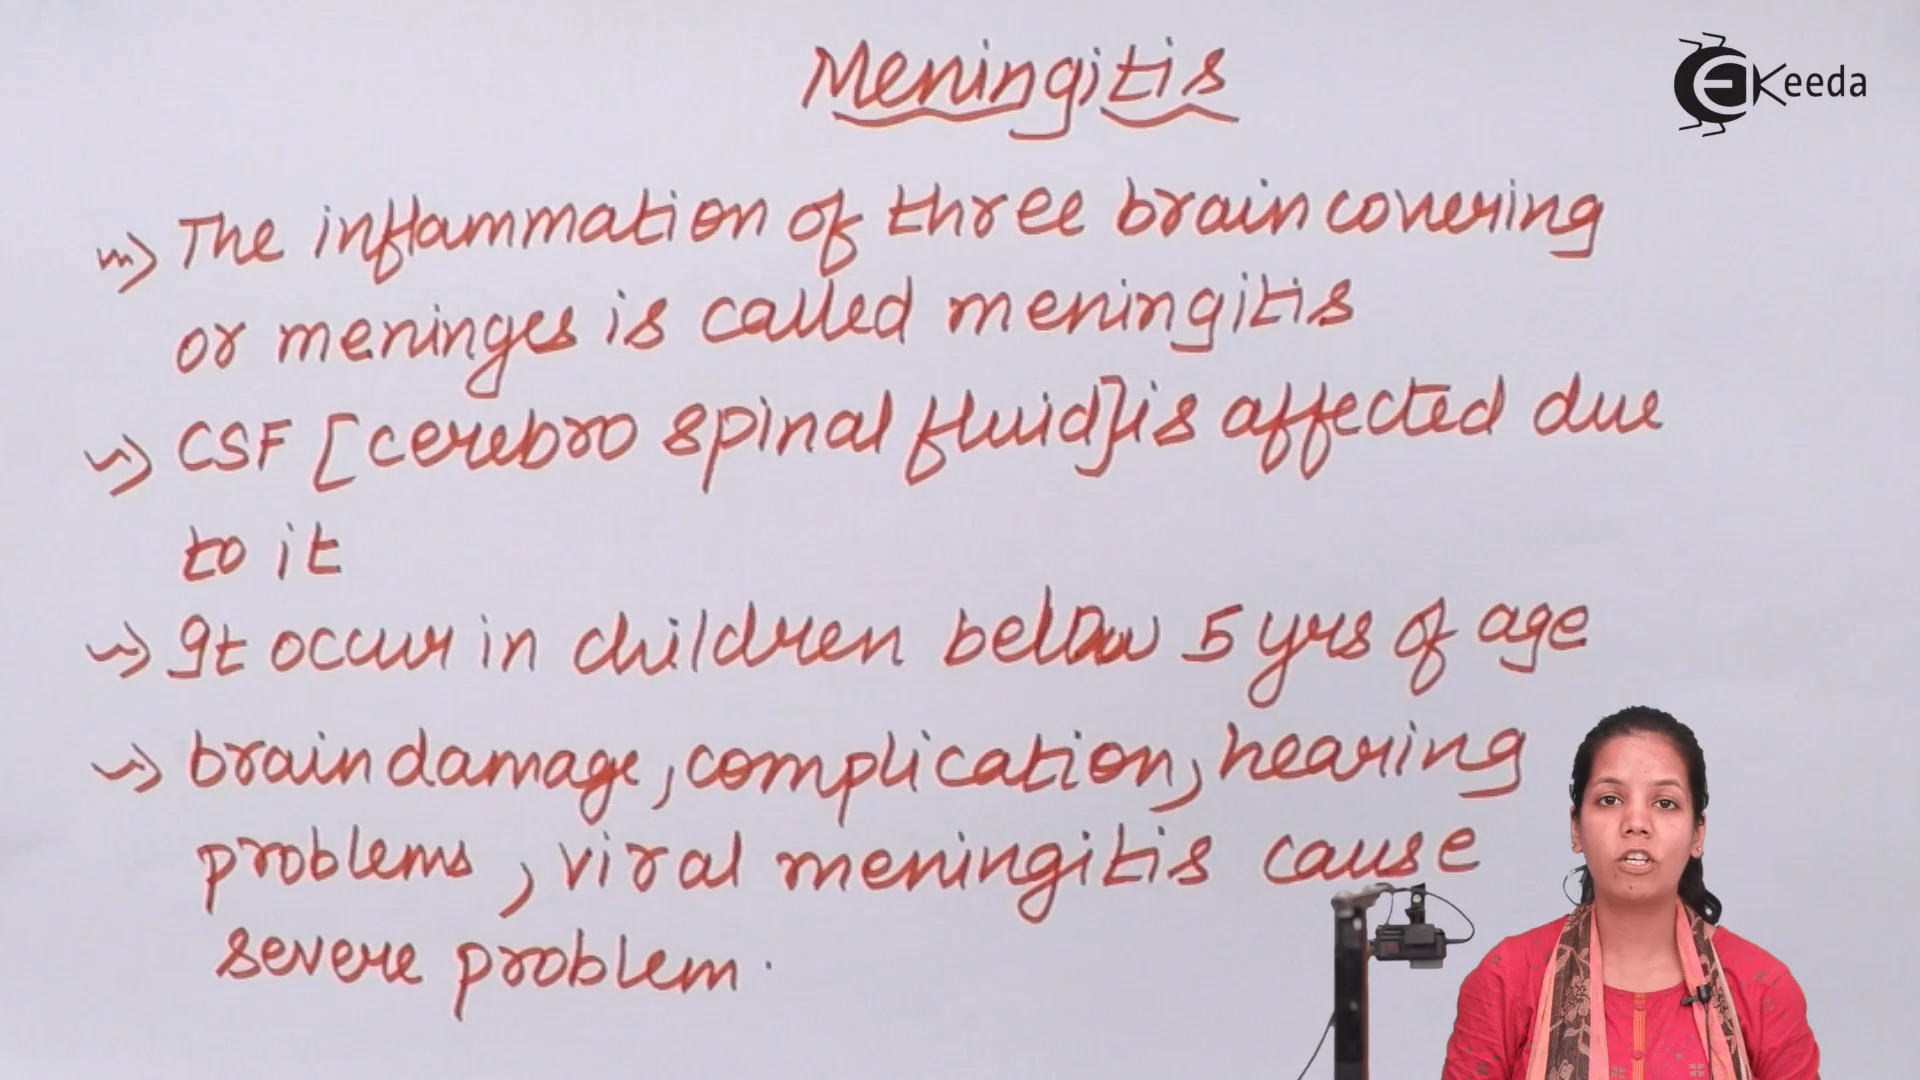 Meningitis
EKeeda
The inflammation of three brain covering
or meninges is called meningitis
CSF [cerebro spinal fluid] is affected due
to it
It occur in children below 5 yrs of age
brain damage, complication, hearing
problems, viral meningitis cause
severe problem.